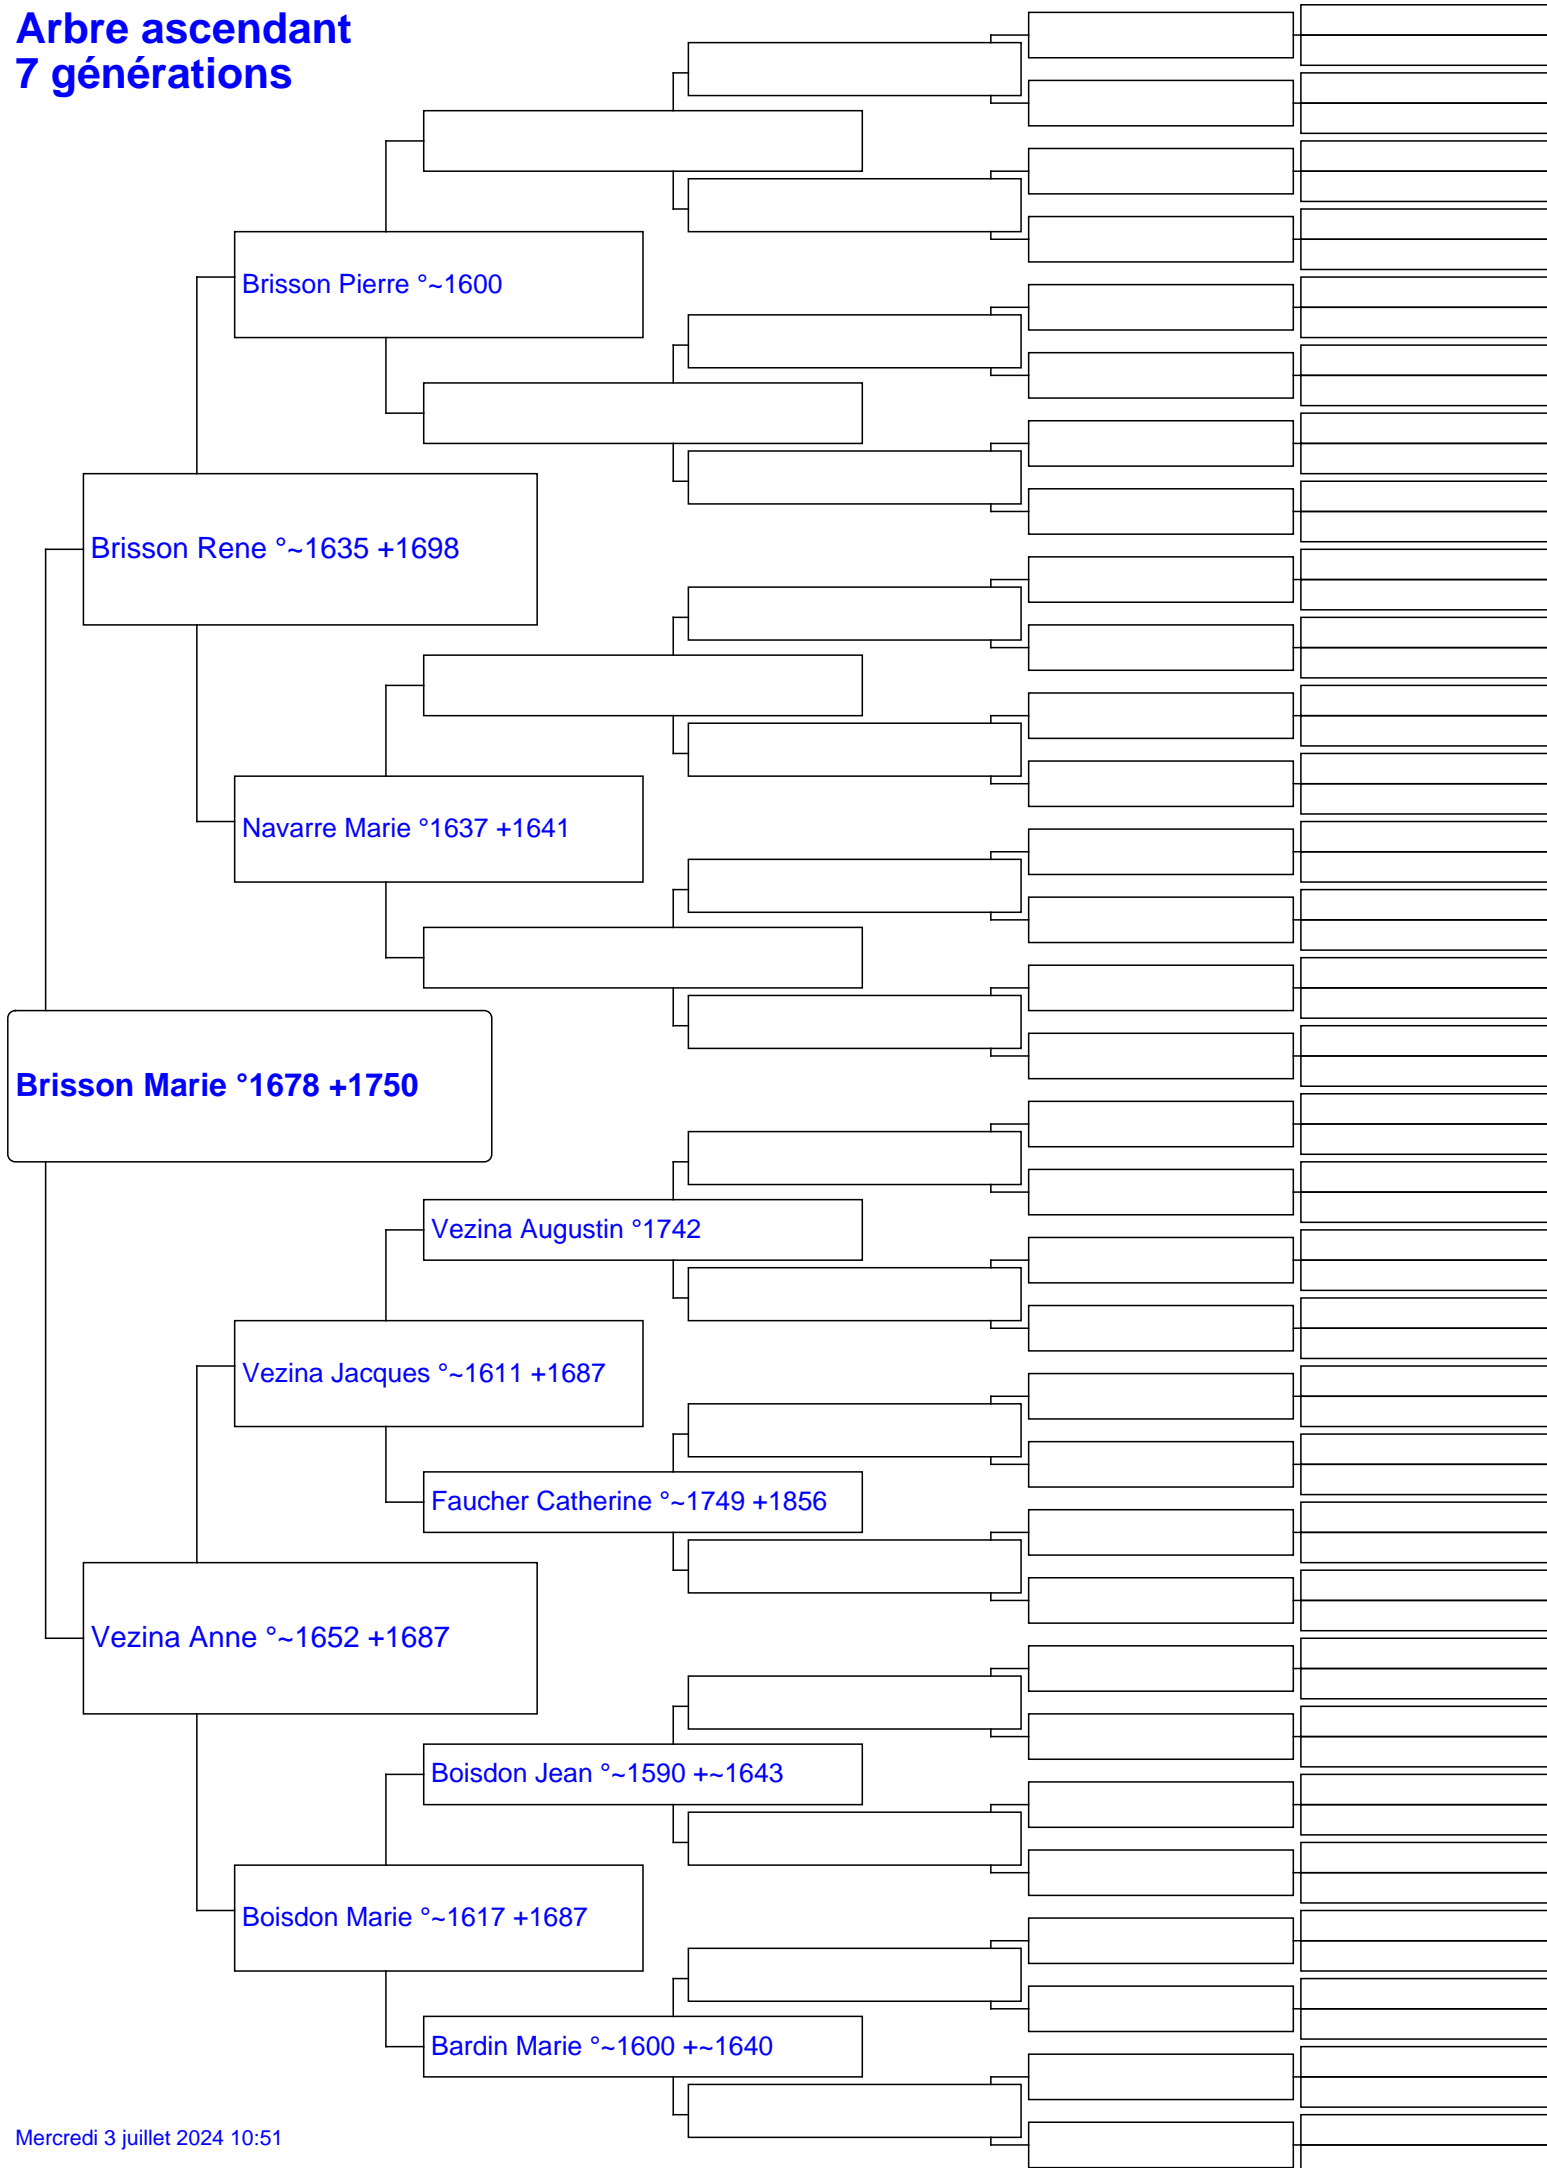 Arbre ascendant
7 générations
Brisson Pierre °~1600
Brisson Rene °~1635 +1698
Navarre Marie °1637 +1641
Brisson Marie °1678 +1750
Vezina Augustin °1742
Vezina Jacques °~1611 +1687
Faucher Catherine °~1749 +1856
Vezina Anne °~1652 +1687
Boisdon Jean °~1590 +~1643
Boisdon Marie °~1617 +1687
Bardin Marie °~1600 +~1640
Mercredi 3 juillet 2024 10:51